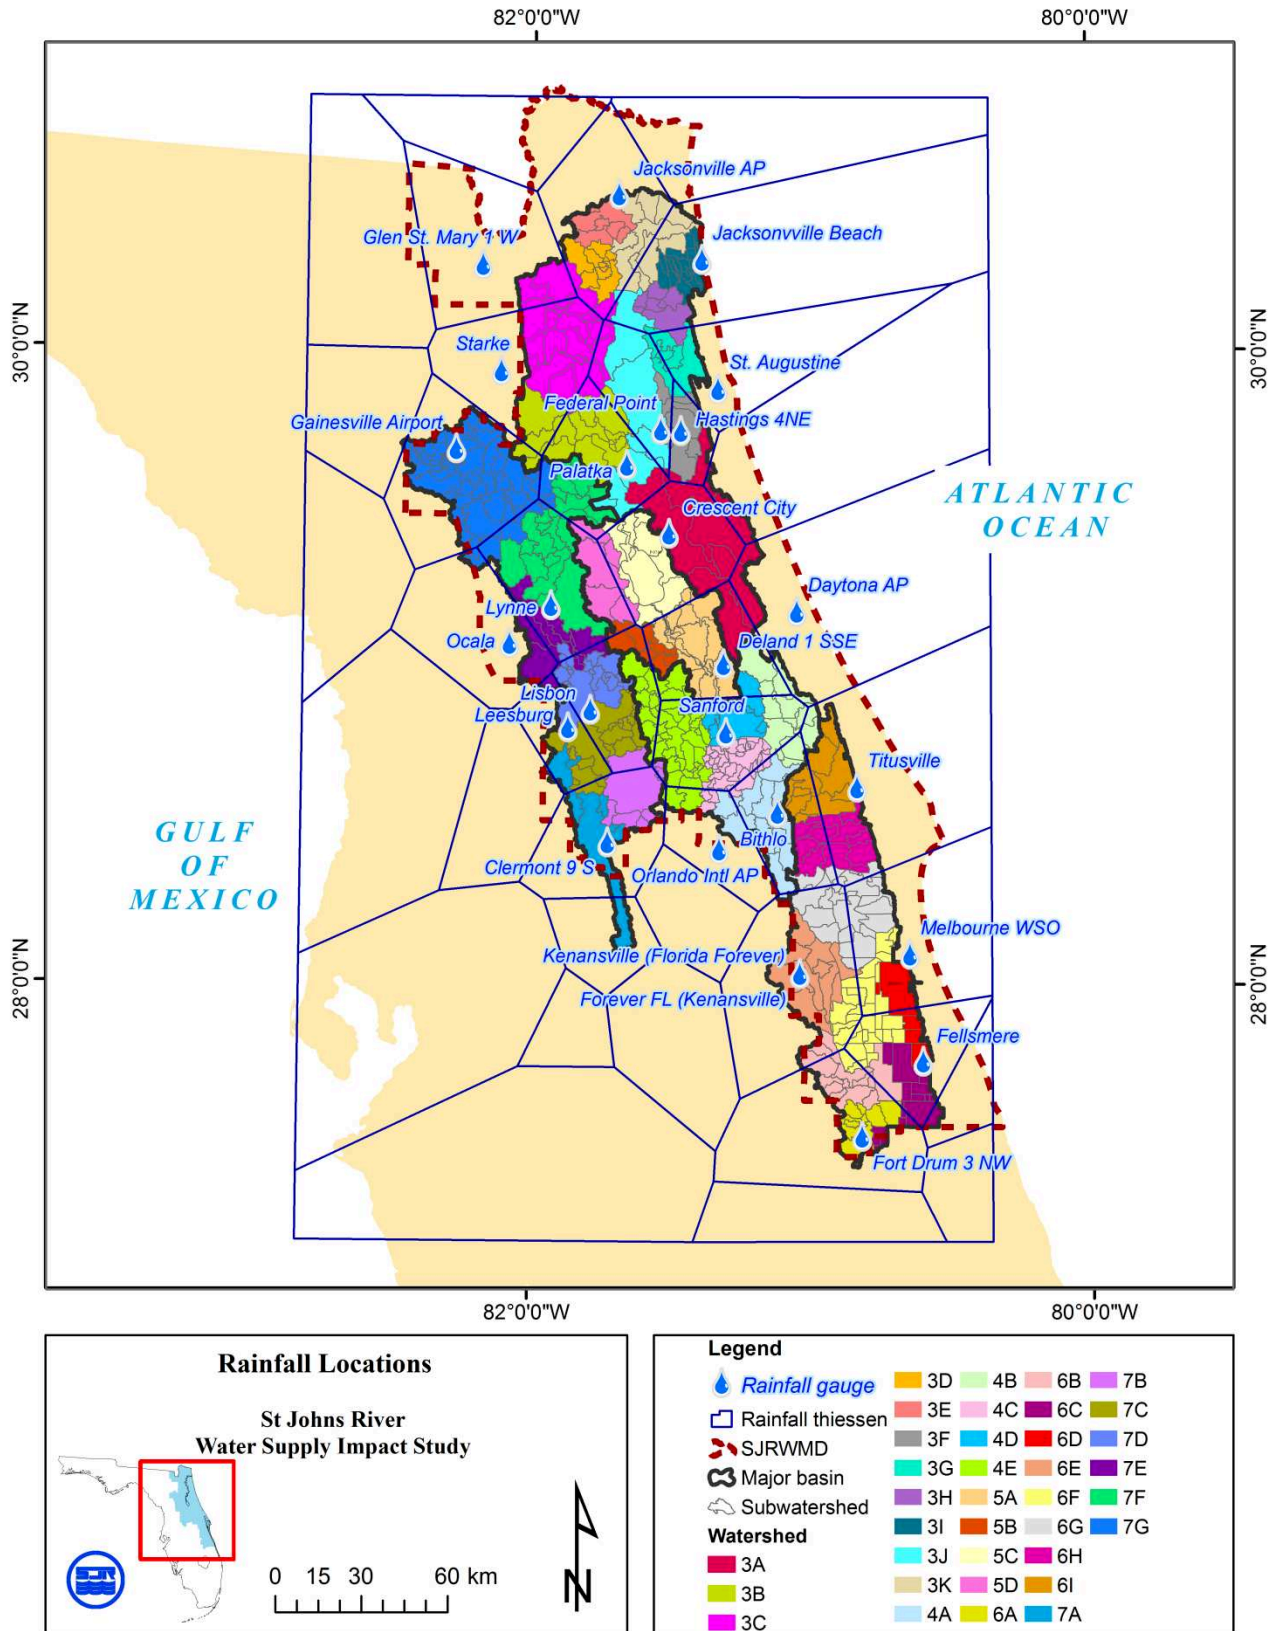 82°0'0"W
80°0'0"W
Jacksonville AP
Jacksonvville Beach
Glen St. Mary 1 W
30°0'0"N
30°0'0"N
Starke
St. Augustine
Federal Point
Gainesville Airport
Hastings 4NE
Palatka
Crescent City
ATLANTIC
OCEAN
Daytona AP
Lynne
Ocala
Deland 1 SSE
Lisbon
Leesburg
Sanford
Titusville
GULF
OF
MEXICO
Bithlo
Clermont 9 S
Orlando Intl AP
Melbourne WSO
Kenansville (Florida Forever)
28°0'0"N
28°0'0"N
Forever FL (Kenansville)
Fellsmere
Fort Drum 3 NW
82°0'0"W
80°0'0"W
Rainfall Locations
St Johns River
Water Supply Impact Study
SJR
0 15 30 60 km
N
Legend
Rainfall gauge
Rainfall thiessen
SJRWMD
Major basin
Subwatershed
Watershed
3A
3B
3C
3D
3E
3F
3G
3H
3I
3J
3K
4A
4B
4C
4D
4E
5A
5B
5C
5D
6A
6B
6C
6D
6E
6F
6G
6H
6I
7A
7B
7C
7D
7E
7F
7G